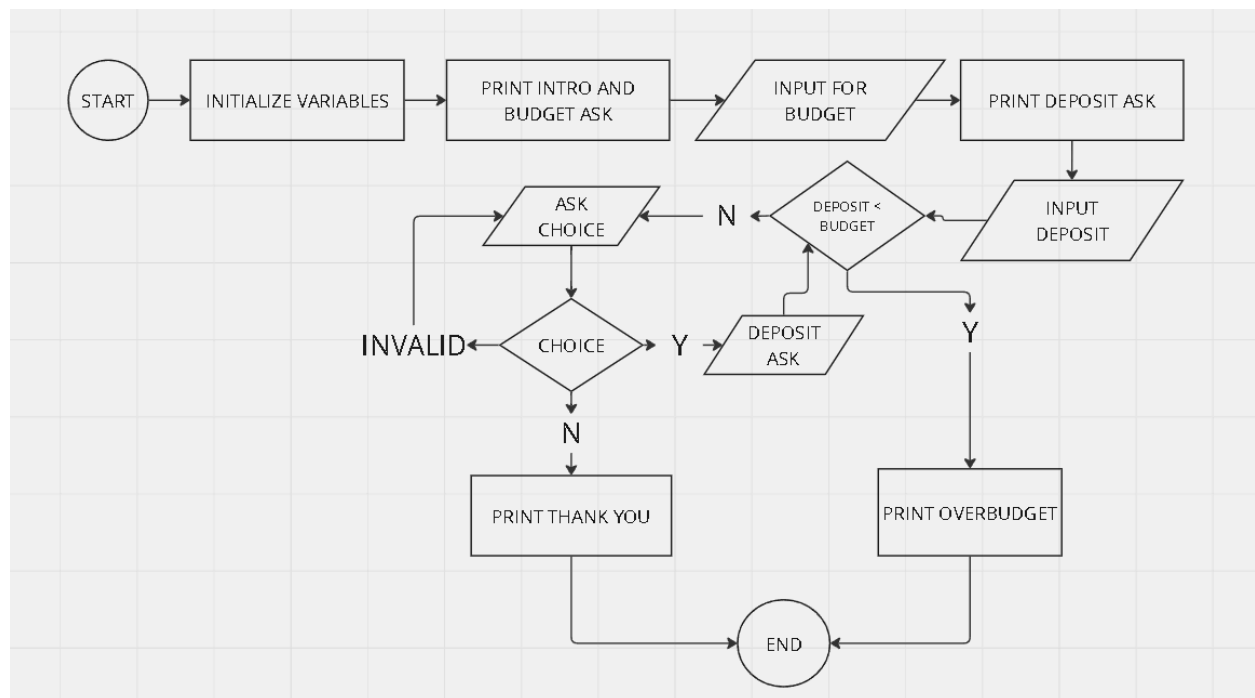 START
INITIALIZE VARIABLES
PRINT INTRO AND
BUDGET ASK
INPUT FOR
BUDGET
PRINT DEPOSIT ASK
ASK
CHOICE
N
DEPOSIT <
BUDGET
INPUT
DEPOSIT
INVALID
CHOICE
Y
DEPOSIT
ASK
Y
N
PRINT THANK YOU
PRINT OVERBUDGET
END